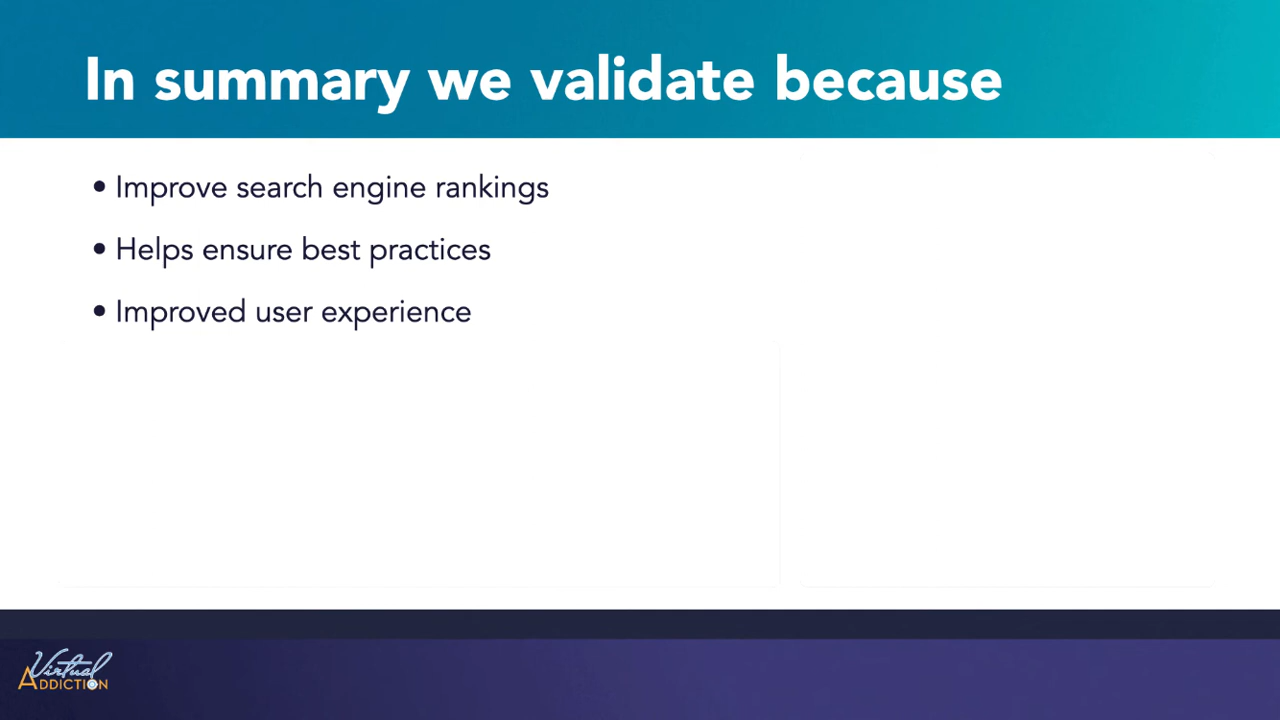 In summary we validate because
• Improve search engine rankings
• Helps ensure best practices
• Improved user experience
Virtual
ADDICTION